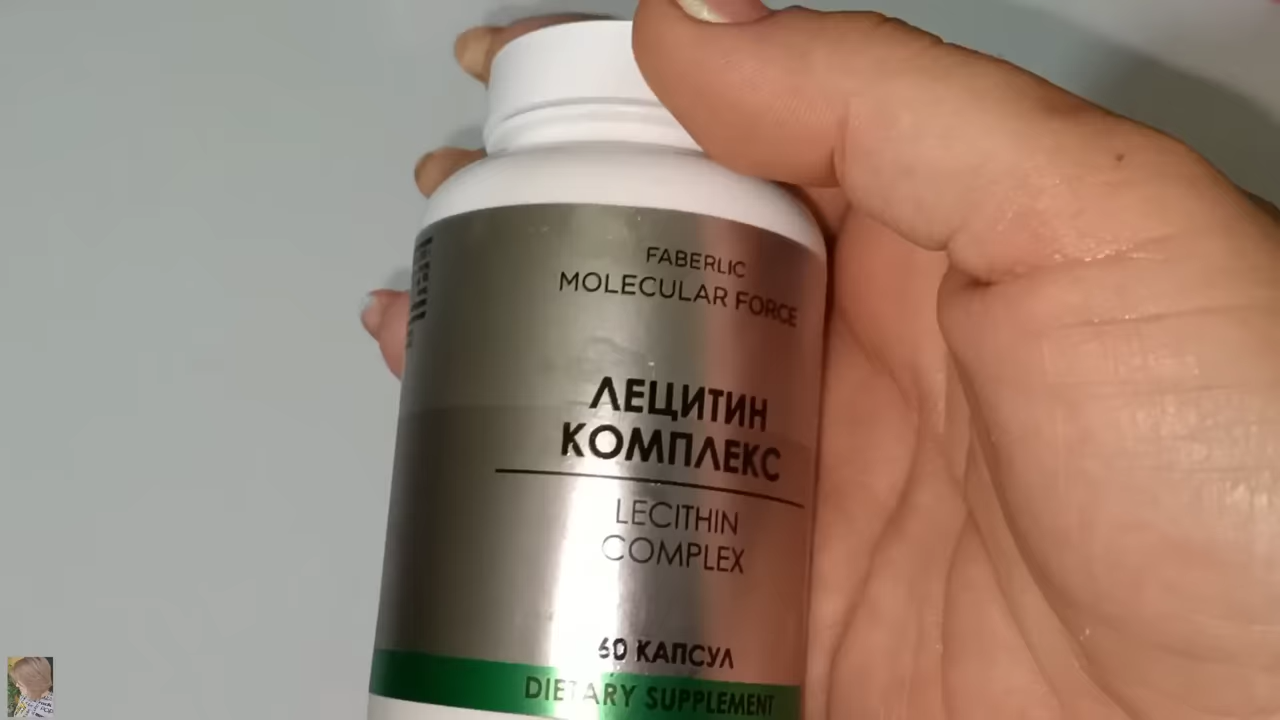 FABERLIC
MOLECULAR FORCE
ЛЕЦИТИН
КОМПЛЕКС
LECITHIN
COMPLEX
60 КАПСУЛ
DIETARY SUPPLEMENT